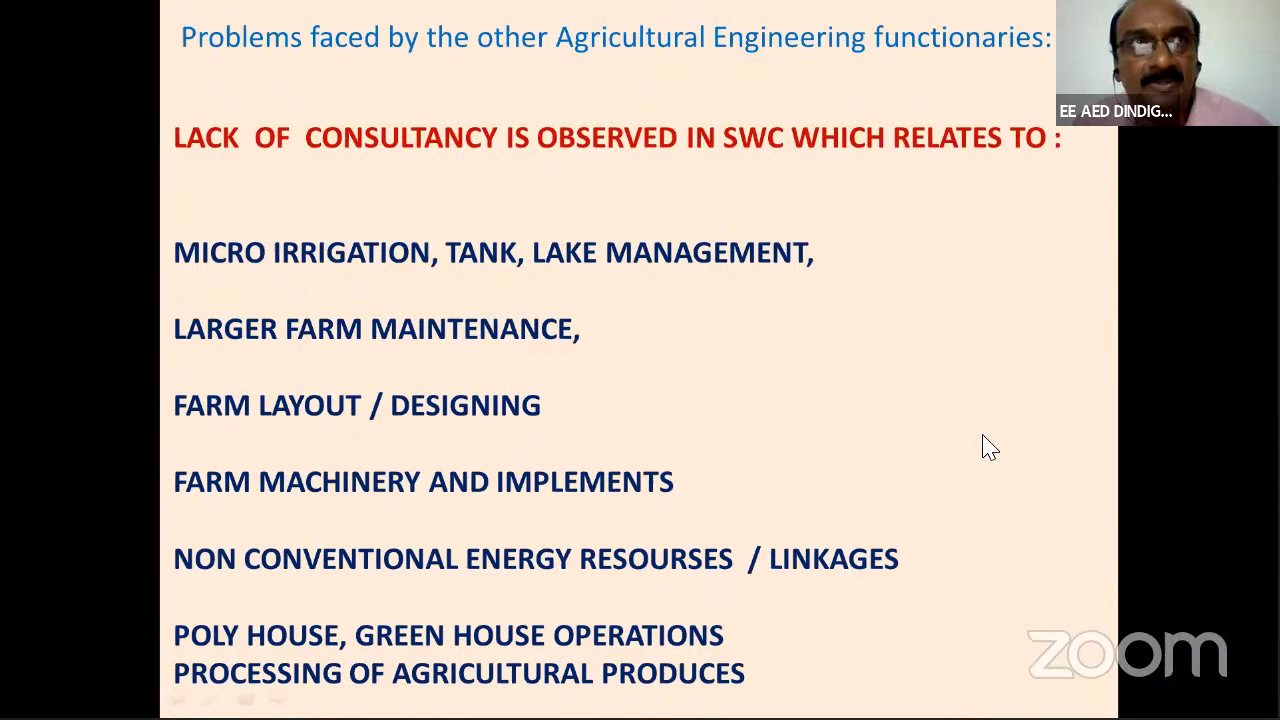 Problems faced by the other Agricultural Engineering functionaries:
EE AED DINDIG...
LACK OF CONSULTANCY IS OBSERVED IN SWC WHICH RELATES TO :
MICRO IRRIGATION, TANK, LAKE MANAGEMENT,
LARGER FARM MAINTENANCE,
FARM LAYOUT / DESIGNING
FARM MACHINERY AND IMPLEMENTS
NON CONVENTIONAL ENERGY RESOURSES / LINKAGES
POLY HOUSE, GREEN HOUSE OPERATIONS
PROCESSING OF AGRICULTURAL PRODUCES
zoom